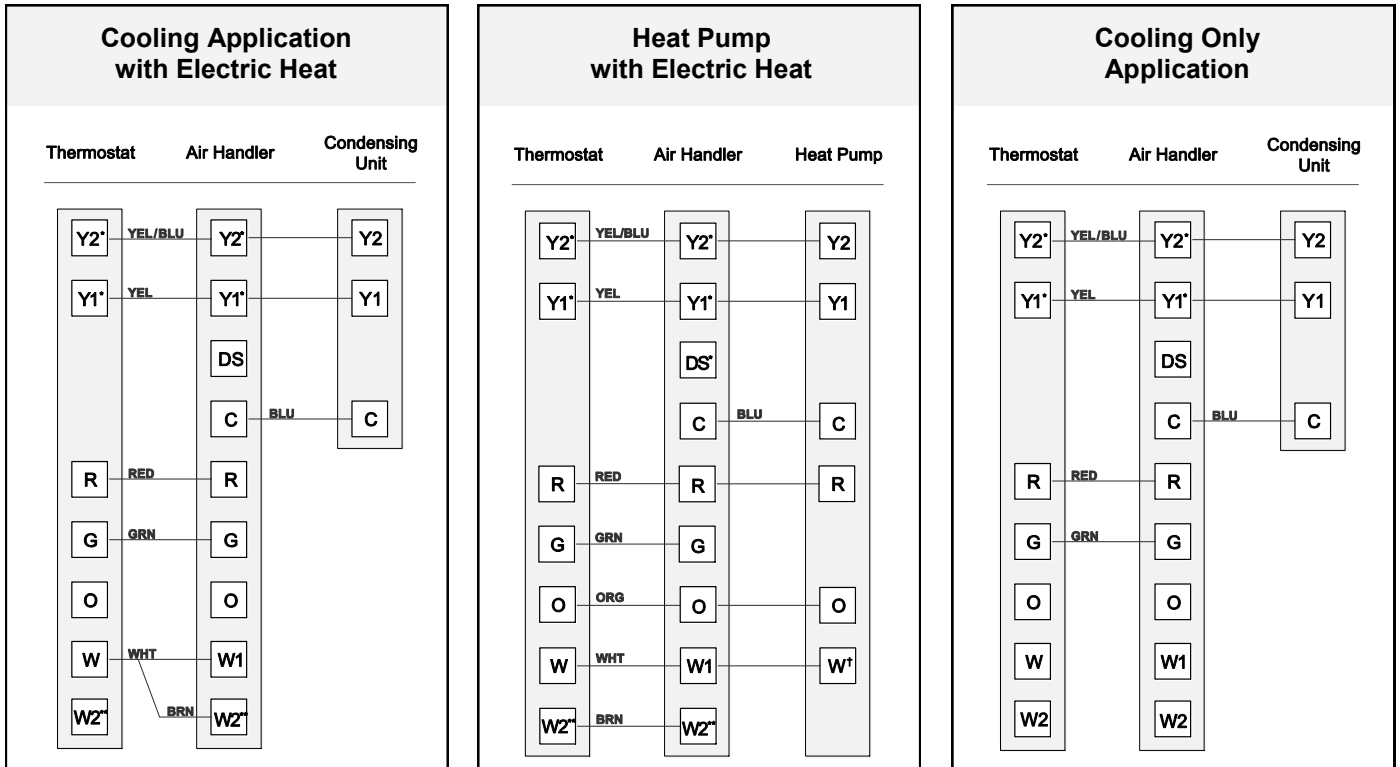 Cooling Application
with Electric Heat
Thermostat Air Handler Condensing
Unit
Y2* YEL/BLU Y2* Y2
Y1* YEL Y1* Y1
DS
C BLU C
R RED R
G GRN G
O O
W WHT W1
W2** BRN W2**
Heat Pump
with Electric Heat
Thermostat Air Handler Heat Pump
Y2* YEL/BLU Y2* Y2
Y1* YEL Y1* Y1
DS*
C BLU C
R RED R R
G GRN G
O ORG O O
W WHT W1 W†
W2** BRN W2**
Cooling Only
Application
Thermostat Air Handler Condensing
Unit
Y2* YEL/BLU Y2* Y2
Y1* YEL Y1* Y1
DS
C BLU C
R RED R
G GRN G
O O
W W1
W2 W2